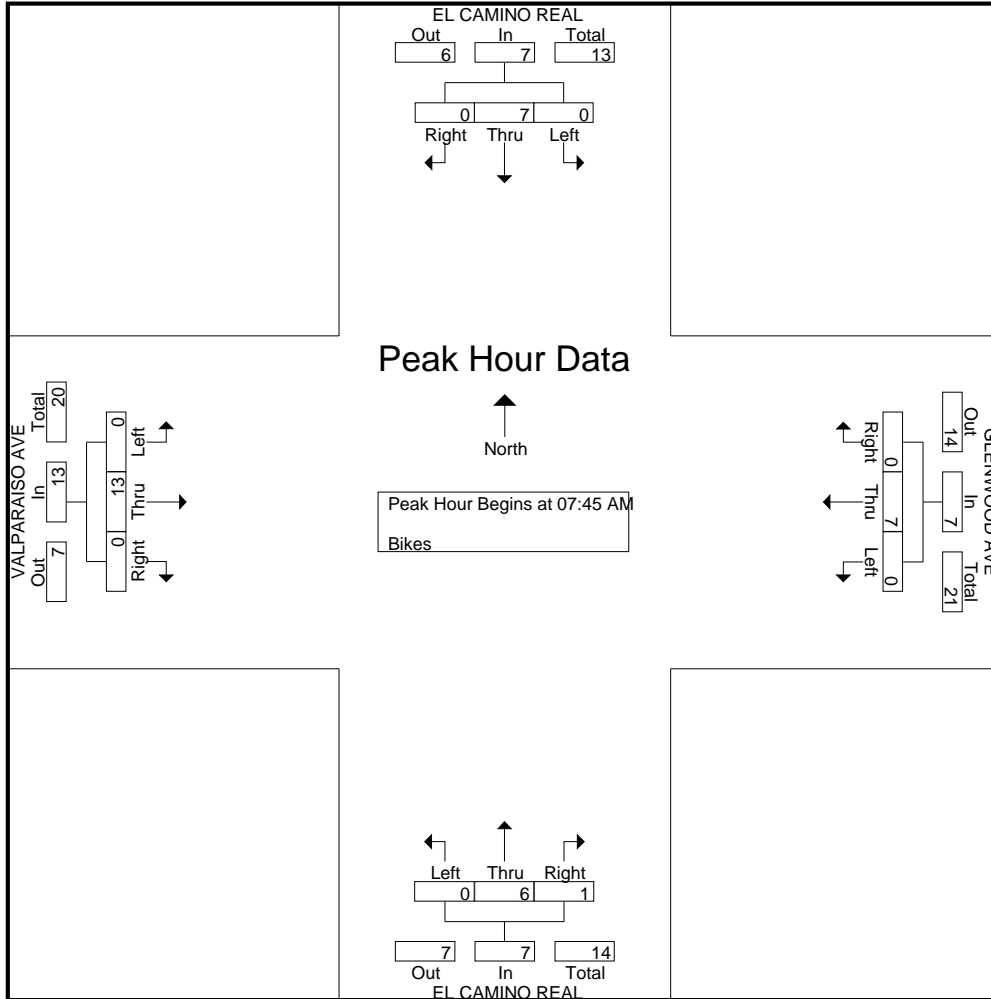 EL CAMINO REAL
Out In Total
6 7 13
0 7 0
Right Thru Left
Peak Hour Data
North
Peak Hour Begins at 07:45 AM
Bikes
VALPARAISO AVE
Out In Total
7 13 20
0 13 0
Right Thru Left
GLENWOOD AVE
Out In Total
14 7 21
0 7 0
Right Thru Left
Left Thru Right
0 6 1
7 7 14
Out In Total
EL CAMINO REAL